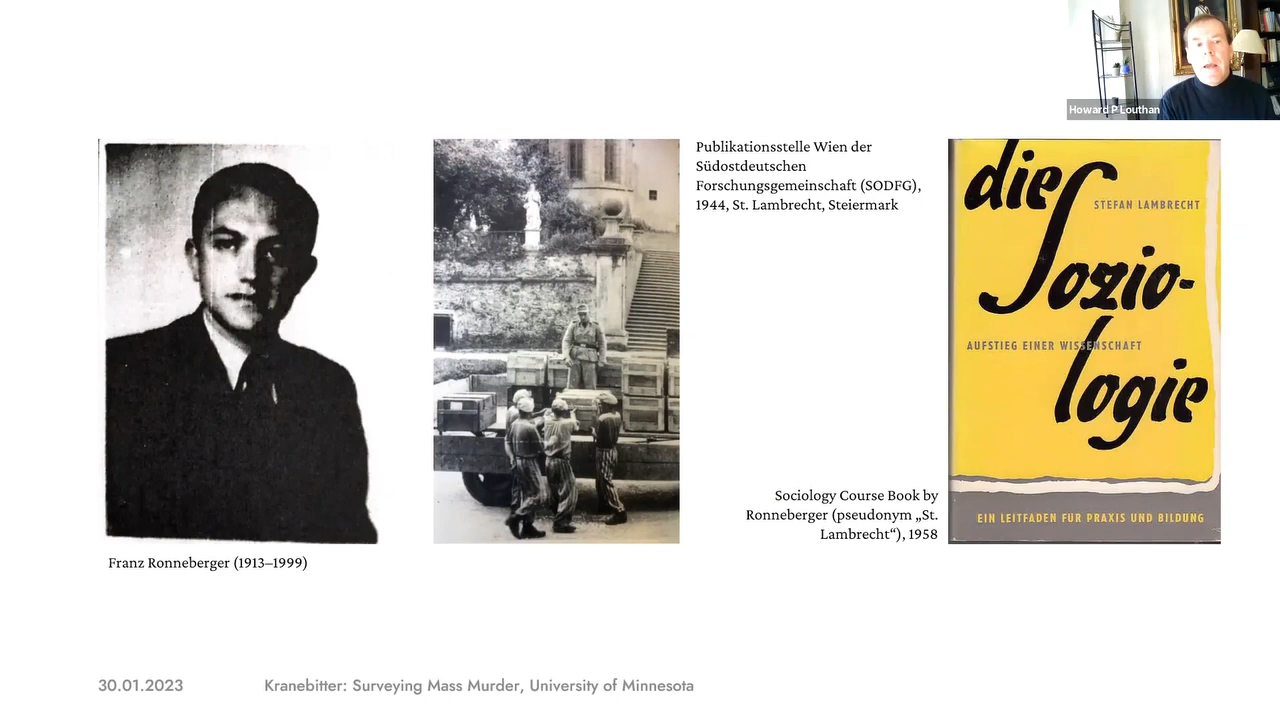 Howard P Louthan
Publikationsstelle Wien der
Südostdeutschen
Forschungsgemeinschaft (SODFG),
1944, St. Lambrecht, Steiermark
die
STEFAN LAMBRECHT
Sozio-
AUFSTIEG EINER WISSENSCHAFT
logie
EIN LEITFADEN FÜR PRAXIS UND BILDUNG
Sociology Course Book by
Ronneberger (pseudonym „St.
Lambrecht“), 1958
Franz Ronneberger (1913–1999)
30.01.2023
Kranebitter: Surveying Mass Murder, University of Minnesota